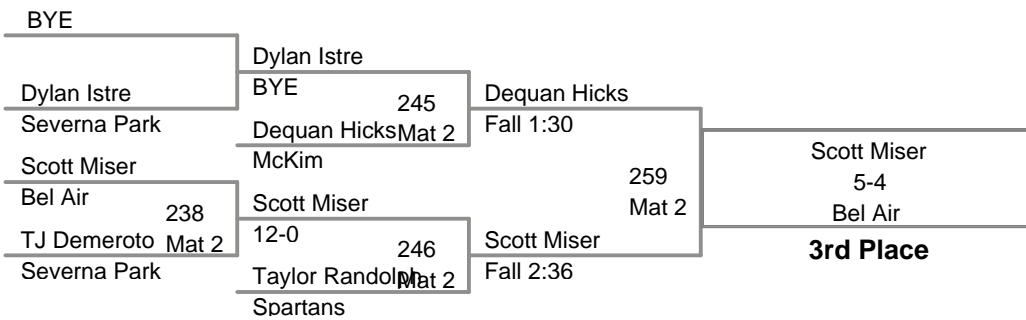 BYE
Dylan Istre
Severna Park
Scott Miser
Bel Air
TJ Demeroto
Severna Park
238
Mat 2
Dylan Istre
BYE
Dequan Hicks
McKim
245
Mat 2
Scott Miser
12-0
Taylor Randolph
Spartans
246
Mat 2
Dequan Hicks
Fall 1:30
Scott Miser
Fall 2:36
259
Mat 2
Scott Miser
5-4
Bel Air
3rd Place